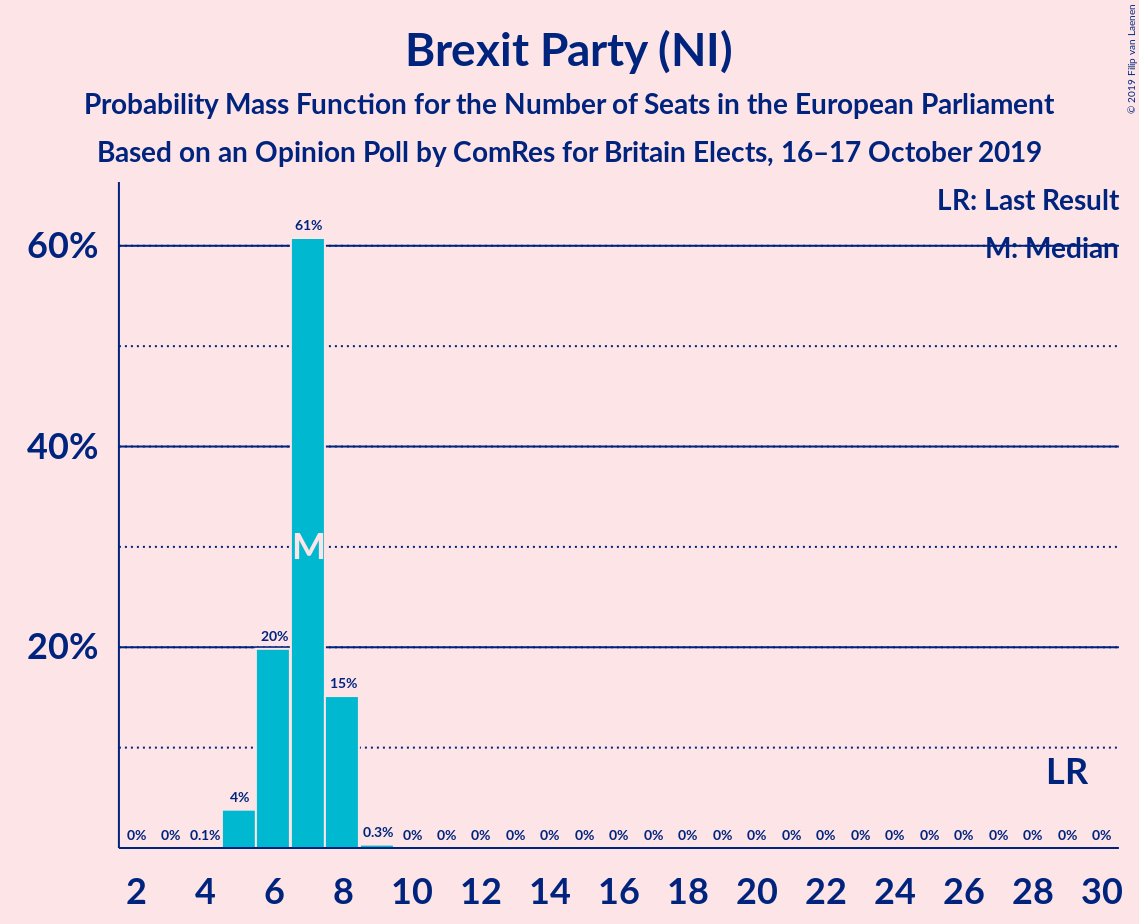 Brexit Party (NI)
Probability Mass Function for the Number of Seats in the European Parliament
Based on an Opinion Poll by ComRes for Britain Elects, 16–17 October 2019
© 2019 Filip van Laenen
LR: Last Result
M: Median
60%
40%
20%
0% 0% 0.1% 4% 20% 61% 15% 0.3% 0% 0% 0% 0% 0% 0% 0% 0% 0% 0% 0% 0% 0% 0% 0% 0% 0% 0% 0% 0% 0%
M
LR
2 4 6 8 10 12 14 16 18 20 22 24 26 28 30